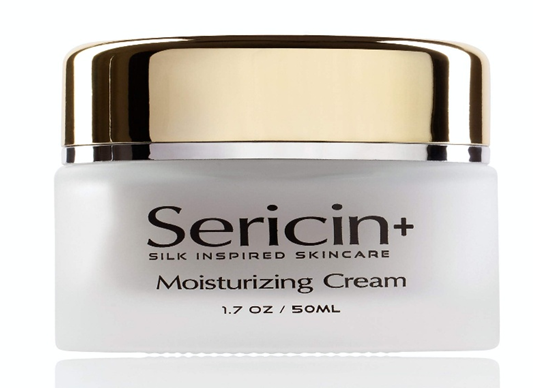 Sericin+
SILK INSPIRED SKINCARE
Moisturizing Cream
1.7 OZ / 50ML